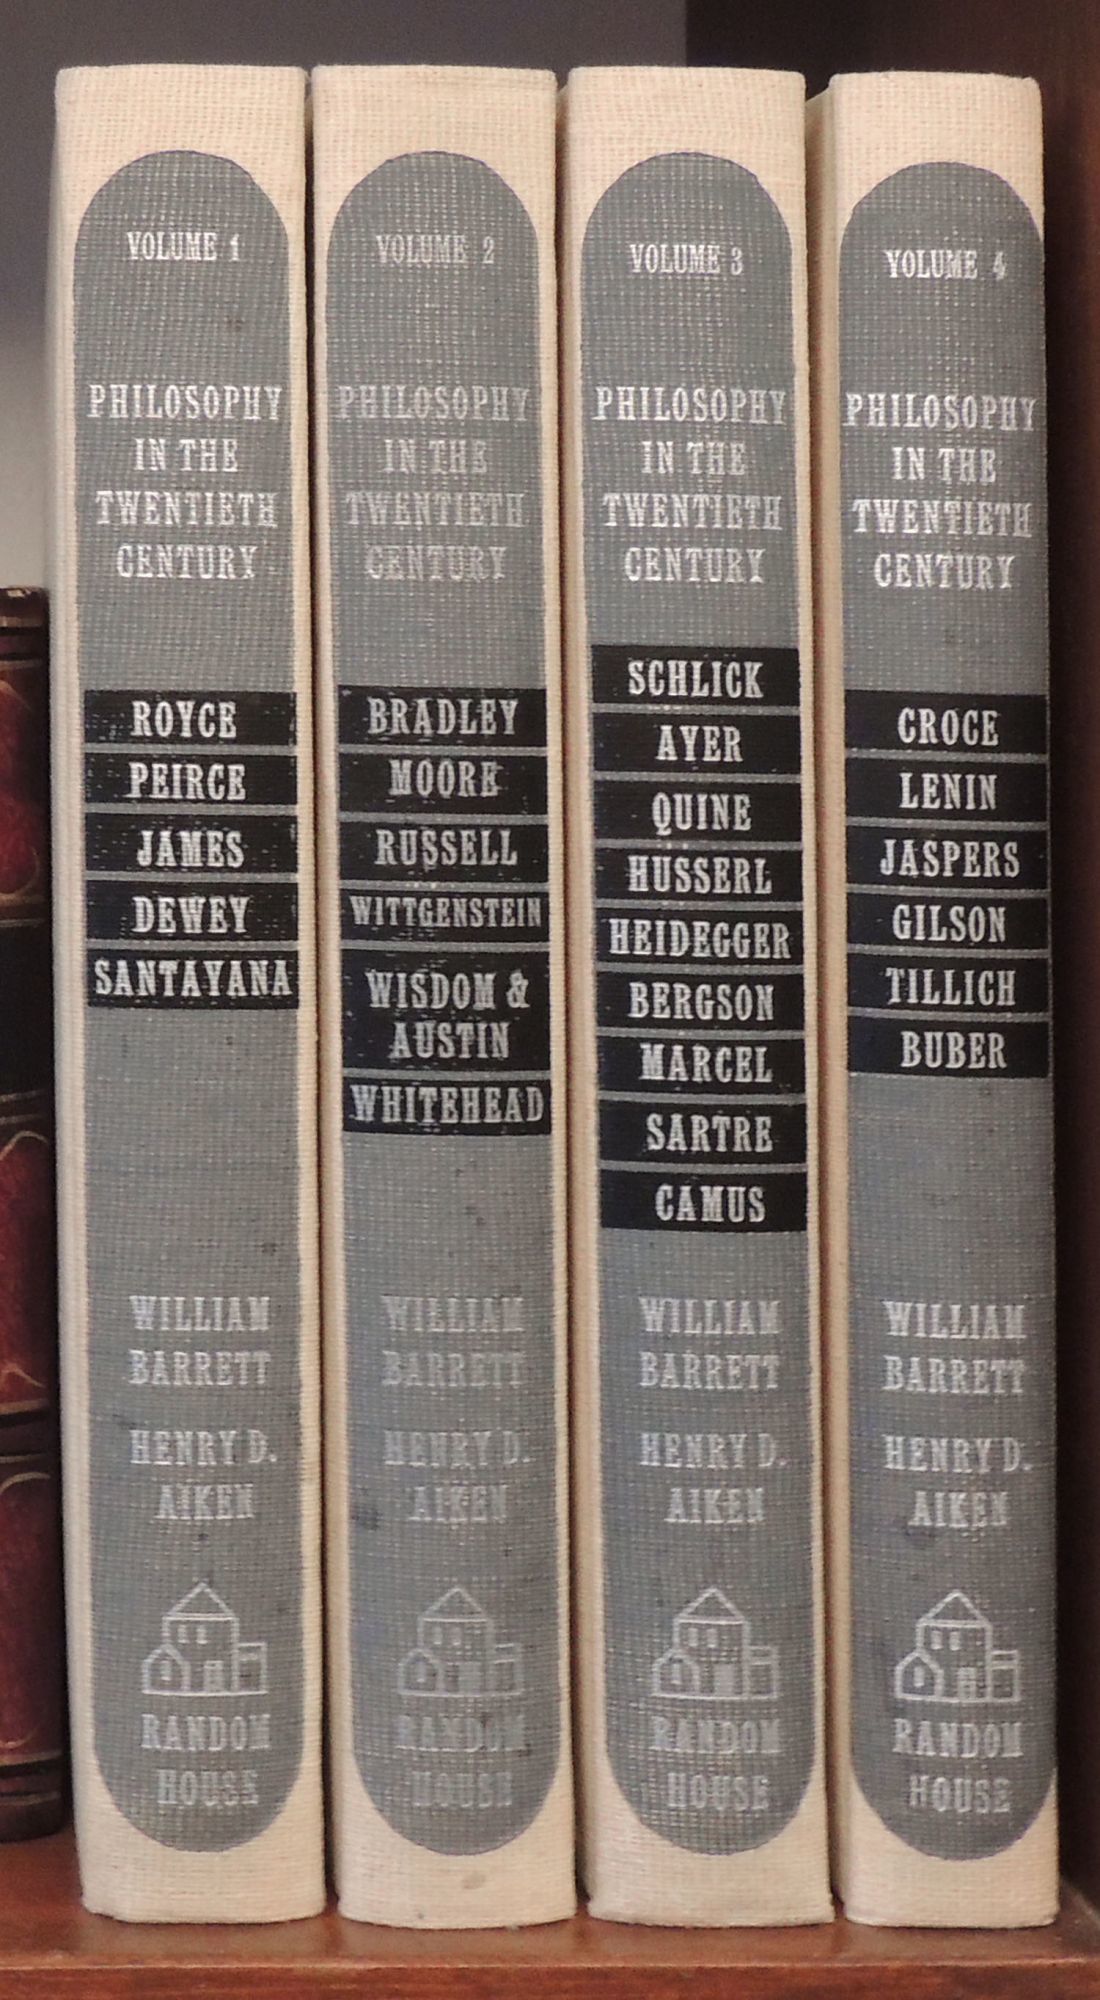 VOLUME 1
PHILOSOPHY
IN THE
TWENTIETH
CENTURY
ROYCE
PEIRCE
JAMES
DEWEY
SANTAYANA
WILLIAM
BARRETT
HENRY D.
AIKEN
RANDOM
HOUSE
VOLUME 2
PHILOSOPHY
IN THE
TWENTIETH
CENTURY
BRADLEY
MOORE
RUSSELL
WITTGENSTEIN
WISDOM &
AUSTIN
WHITEHEAD
WILLIAM
BARRETT
HENRY D.
AIKEN
RANDOM
HOUSE
VOLUME 3
PHILOSOPHY
IN THE
TWENTIETH
CENTURY
SCHLICK
AYER
QUINE
HUSSERL
HEIDEGGER
BERGSON
MARCEL
SARTRE
CAMUS
WILLIAM
BARRETT
HENRY D.
AIKEN
RANDOM
HOUSE
VOLUME 4
PHILOSOPHY
IN THE
TWENTIETH
CENTURY
CROCE
LENIN
JASPERS
GILSON
TILLICH
BUBER
WILLIAM
BARRETT
HENRY D.
AIKEN
RANDOM
HOUSE